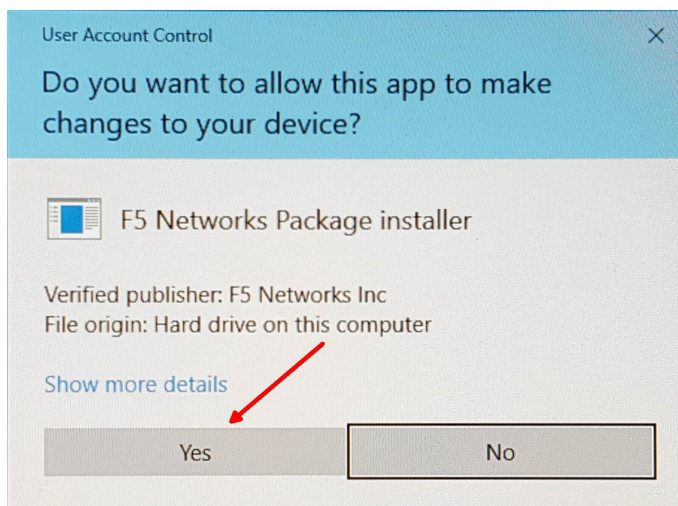 User Account Control
Do you want to allow this app to make
changes to your device?
F5 Networks Package installer
Verified publisher: F5 Networks Inc
File origin: Hard drive on this computer
Show more details
Yes
No